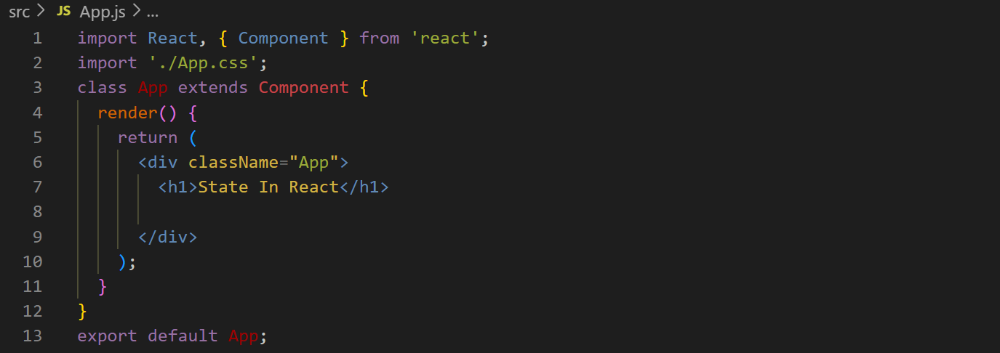 src > JS App.js > ...
1 import React, { Component } from 'react';
2 import './App.css';
3 class App extends Component {
4   render() {
5     return (
6       <div className="App">
7         <h1>State In React</h1>
8
9       </div>
10     );
11   }
12 }
13 export default App;